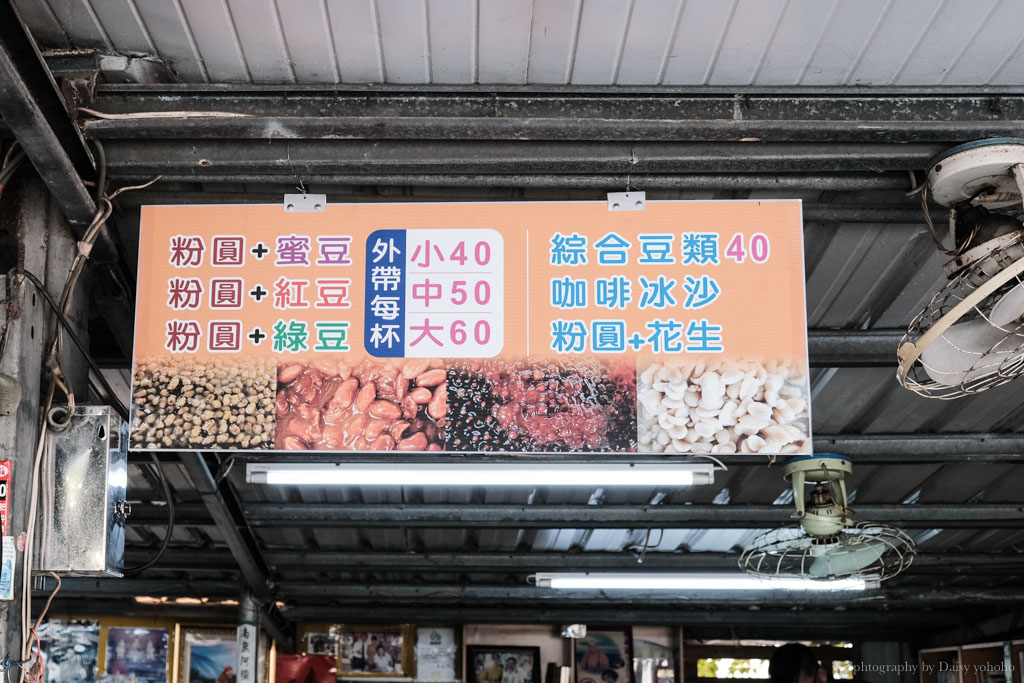 粉圓+蜜豆
粉圓+紅豆
粉圓+綠豆
外帶每杯
小40
中50
大60
綜合豆類40
咖啡冰沙
粉圓+花生
photography by Daisy yohoho